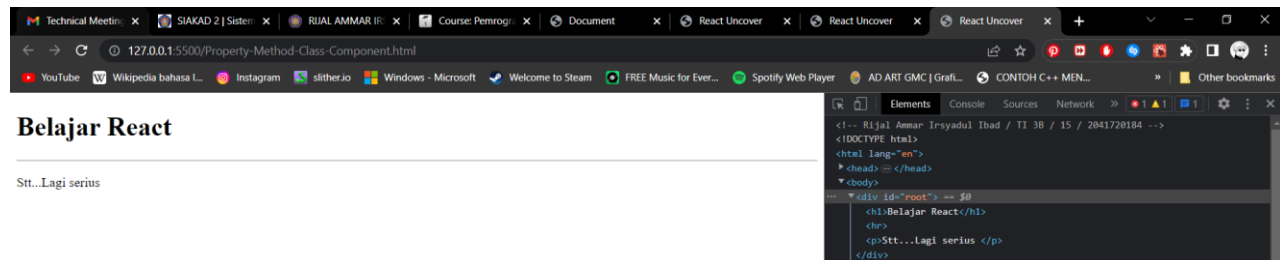 Technical Meeting
SIAKAD 2 | Sistem
RIJAL AMMAR IR
Course: Pemrogra
Document
React Uncover
React Uncover
React Uncover
127.0.0.1:5500/Property-Method-Class-Component.html
YouTube
Wikipedia bahasa I...
Instagram
slither.io
Windows - Microsoft
Welcome to Steam
FREE Music for Ever...
Spotify Web Player
AD ART GMC | Grafi...
CONTOH C++ MEN...
»
Other bookmarks
Belajar React
Stt...Lagi serius
Elements Console Sources Network » 1 1 1
<!-- Rijal Ammar Irsyadul Ibad / TI 3B / 15 / 2041720184 -->
<!DOCTYPE html>
<html lang="en">
<head> ... </head>
<body>
... <div id="root"> == $0
<h1>Belajar React</h1>
<hr>
<p>Stt...Lagi serius </p>
</div>